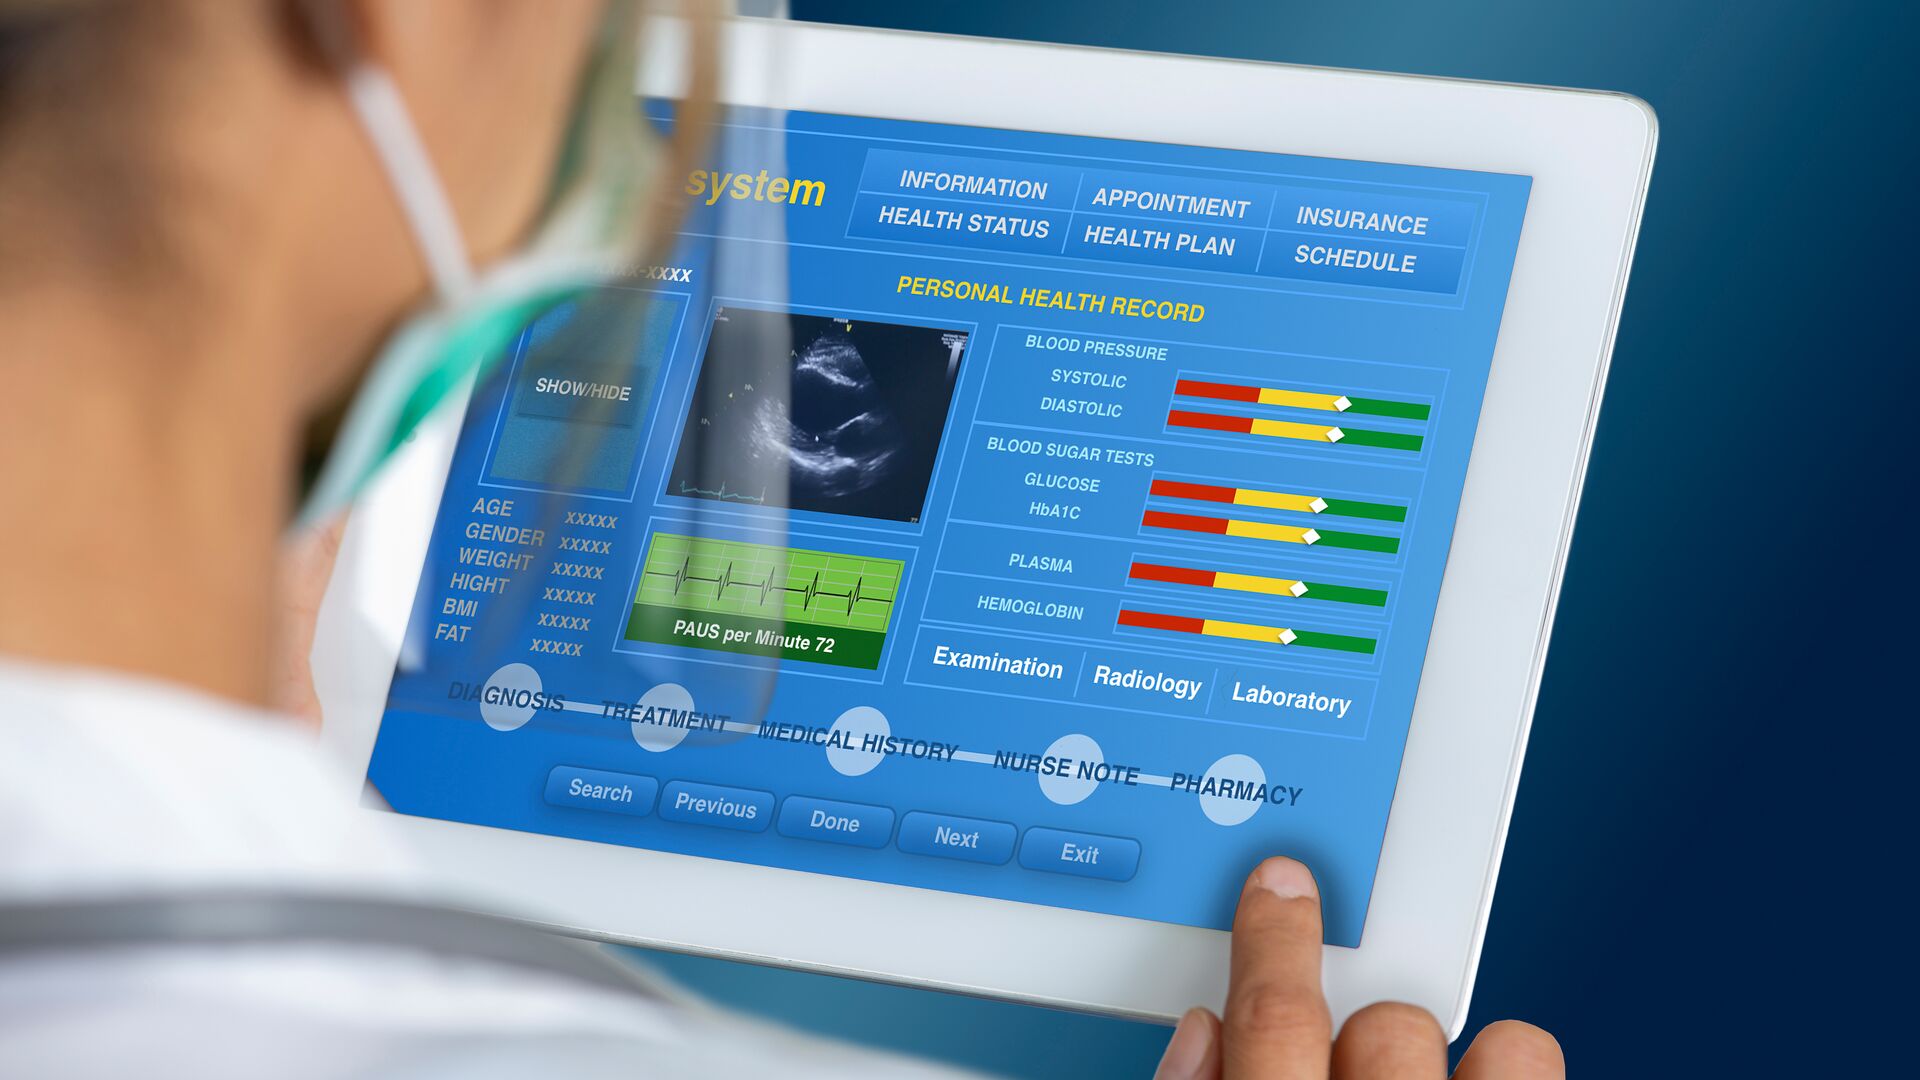 system
INFORMATION APPOINTMENT INSURANCE
HEALTH STATUS HEALTH PLAN SCHEDULE
XXXX-XXXX
PERSONAL HEALTH RECORD
SHOW/HIDE
V
BLOOD PRESSURE
SYSTOLIC
DIASTOLIC
BLOOD SUGAR TESTS
GLUCOSE
HbA1C
PLASMA
HEMOGLOBIN
AGE XXXXX
GENDER XXXXX
WEIGHT XXXXX
HIGHT XXXXX
BMI XXXXX
FAT XXXXX
PAUS per Minute 72
Examination Radiology Laboratory
DIAGNOSIS TREATMENT MEDICAL HISTORY NURSE NOTE PHARMACY
Search Previous Done Next Exit